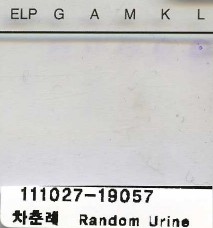 ELP G A M K L
111027-19057
차춘례 Random Urine